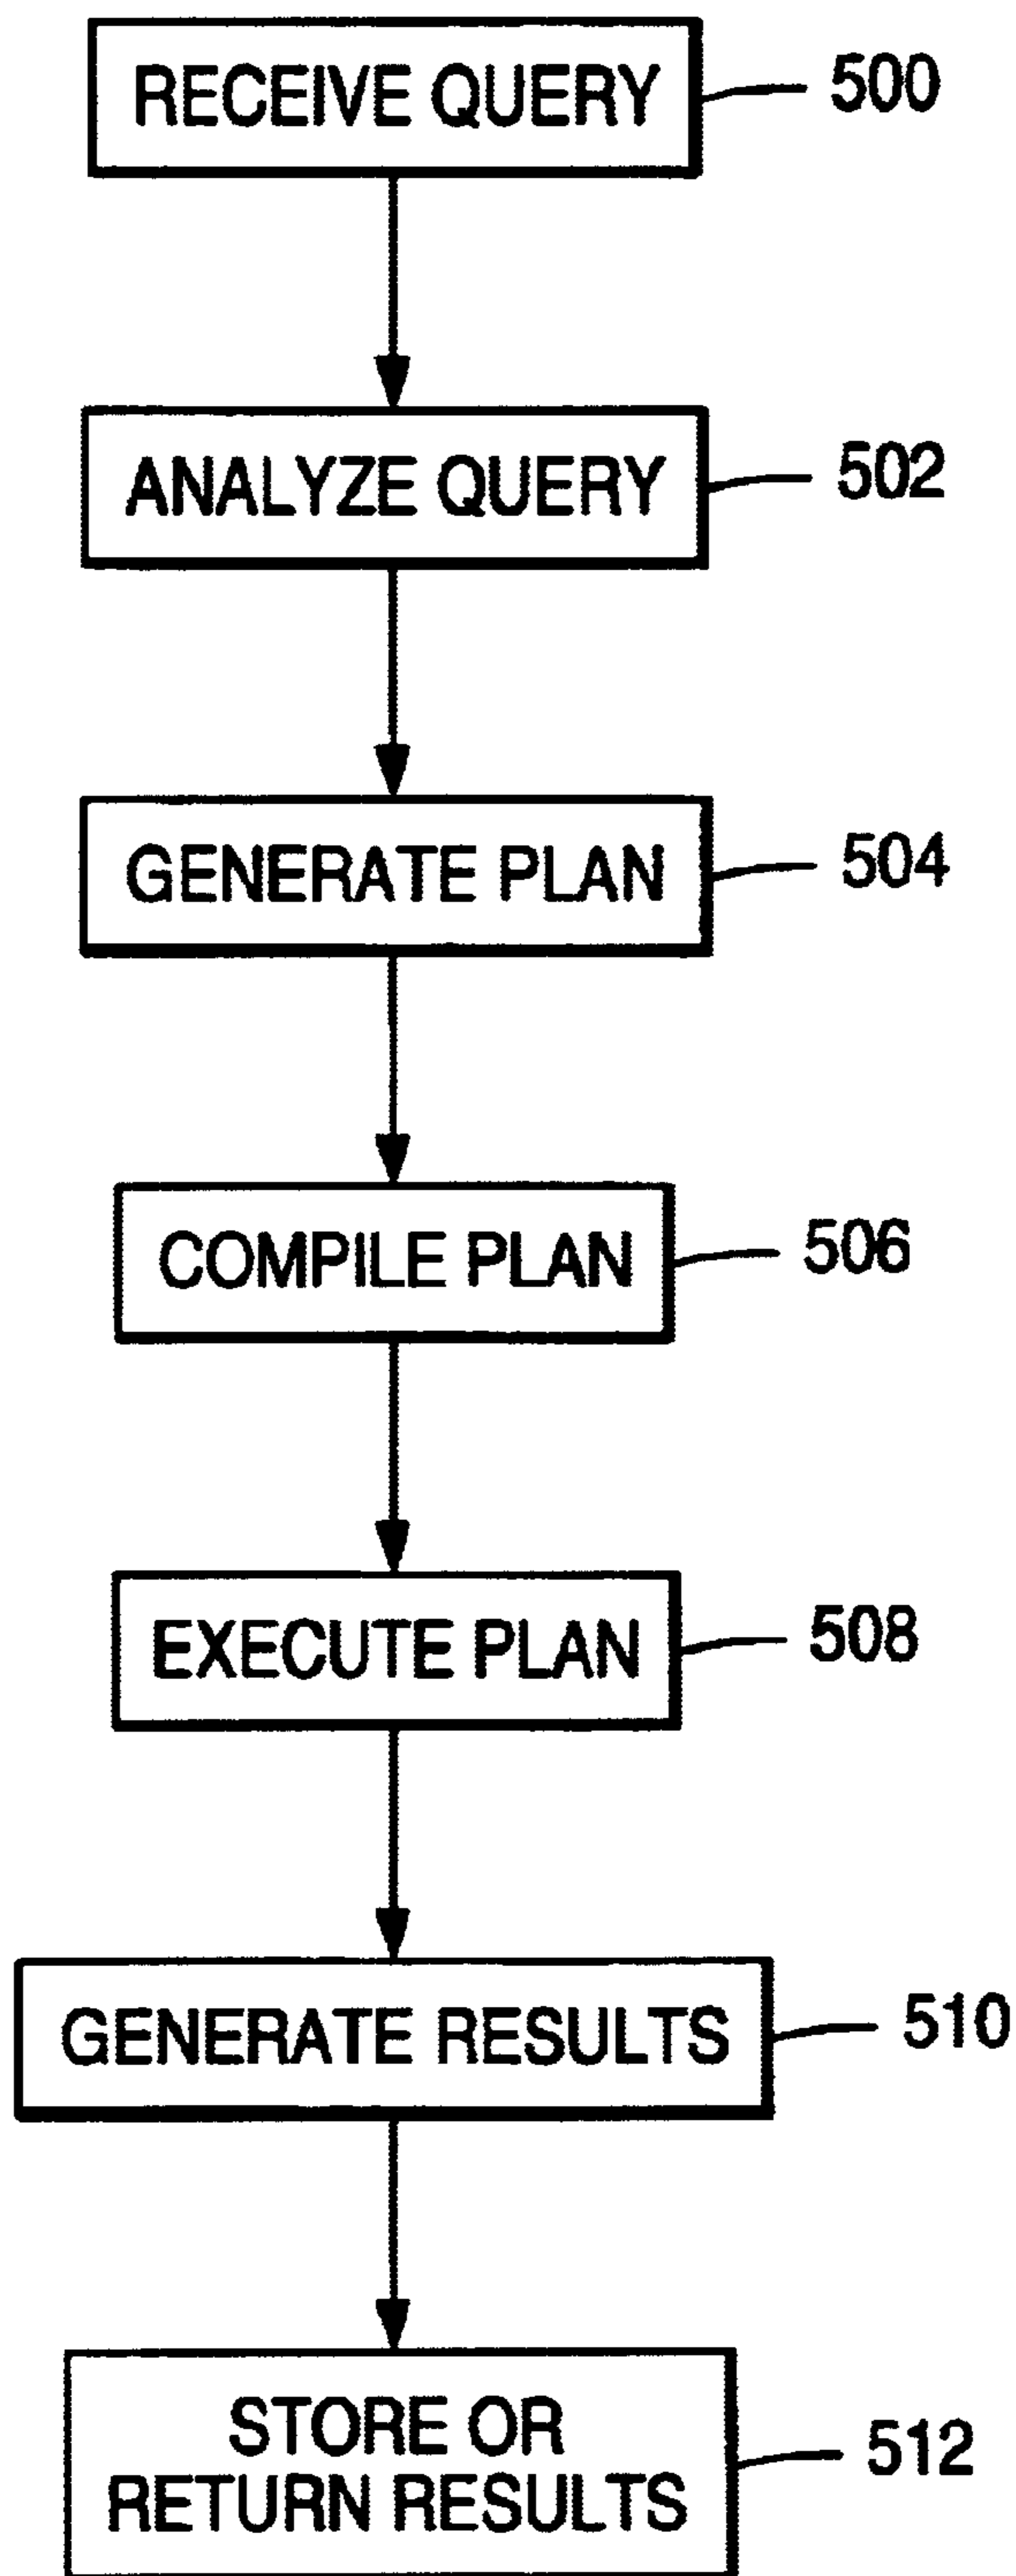 RECEIVE QUERY 500
ANALYZE QUERY 502
GENERATE PLAN 504
COMPILE PLAN 506
EXECUTE PLAN 508
GENERATE RESULTS 510
STORE OR
RETURN RESULTS 512